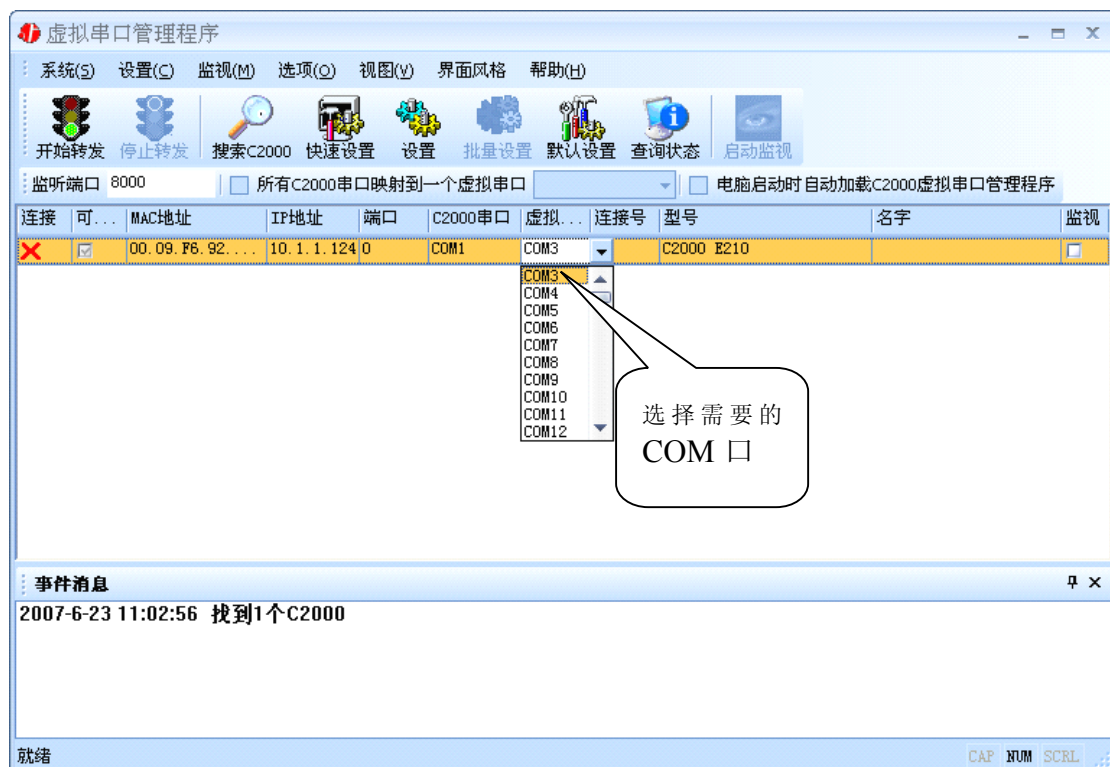 虚拟串口管理程序
系统(S) 设置(C) 监视(M) 选项(O) 视图(V) 界面风格 帮助(H)
开始转发 停止转发 搜索C2000 快速设置 设置 批量设置 默认设置 查询状态 启动监视
监听端口 8000 所有C2000串口映射到一个虚拟串口 电脑启动时自动加载C2000虚拟串口管理程序
连接 可... MAC地址 IP地址 端口 C2000串口 虚拟... 连接号 型号 名字 监视
00.09.F6.92.... 10.1.1.124 0 COM1 COM3 C2000 E210
COM3
COM4
COM5
COM6
COM7
COM8
COM9
COM10
COM11
COM12
选择需要的
COM 口
事件消息
2007-6-23 11:02:56 找到1个C2000
就绪 CAP NUM SCRL